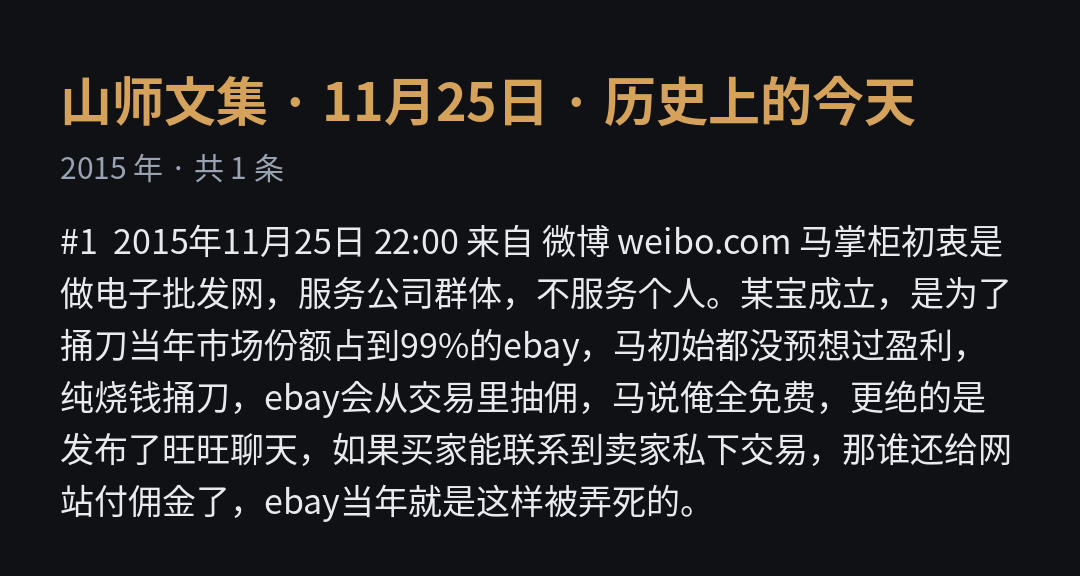 山师文集 · 11月25日 · 历史上的今天
2015 年 · 共 1 条
#1  2015年11月25日 22:00 来自 微博 weibo.com 马掌柜初衷是
做电子批发网，服务公司群体，不服务个人。某宝成立，是为了
捅刀当年市场份额占到99%的ebay，马初始都没预想过盈利，
纯烧钱捅刀，ebay会从交易里抽佣，马说俺全免费，更绝的是
发布了旺旺聊天，如果买家能联系到卖家私下交易，那谁还给网
站付佣金了，ebay当年就是这样被弄死的。